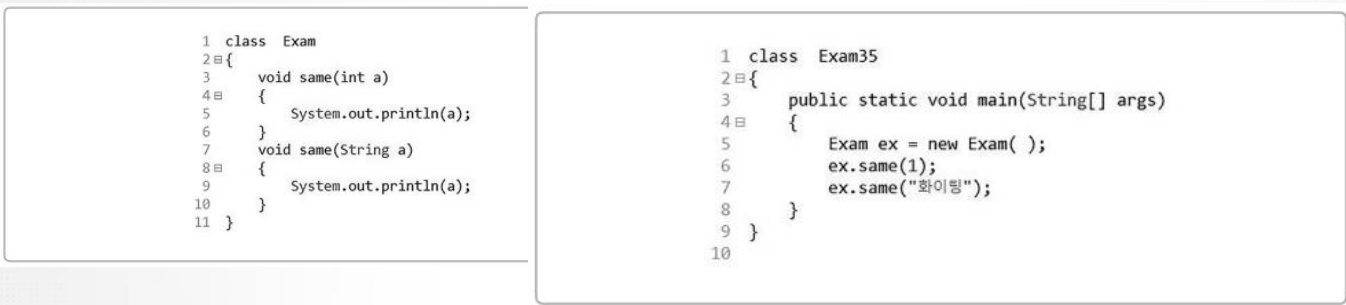 1 class Exam
2 {
3 void same(int a)
4 {
5 System.out.println(a);
6 }
7 void same(String a)
8 {
9 System.out.println(a);
10 }
11 }
1 class Exam35
2 {
3 public static void main(String[] args)
4 {
5 Exam ex = new Exam( );
6 ex.same(1);
7 ex.same("화이팅");
8 }
9 }
10